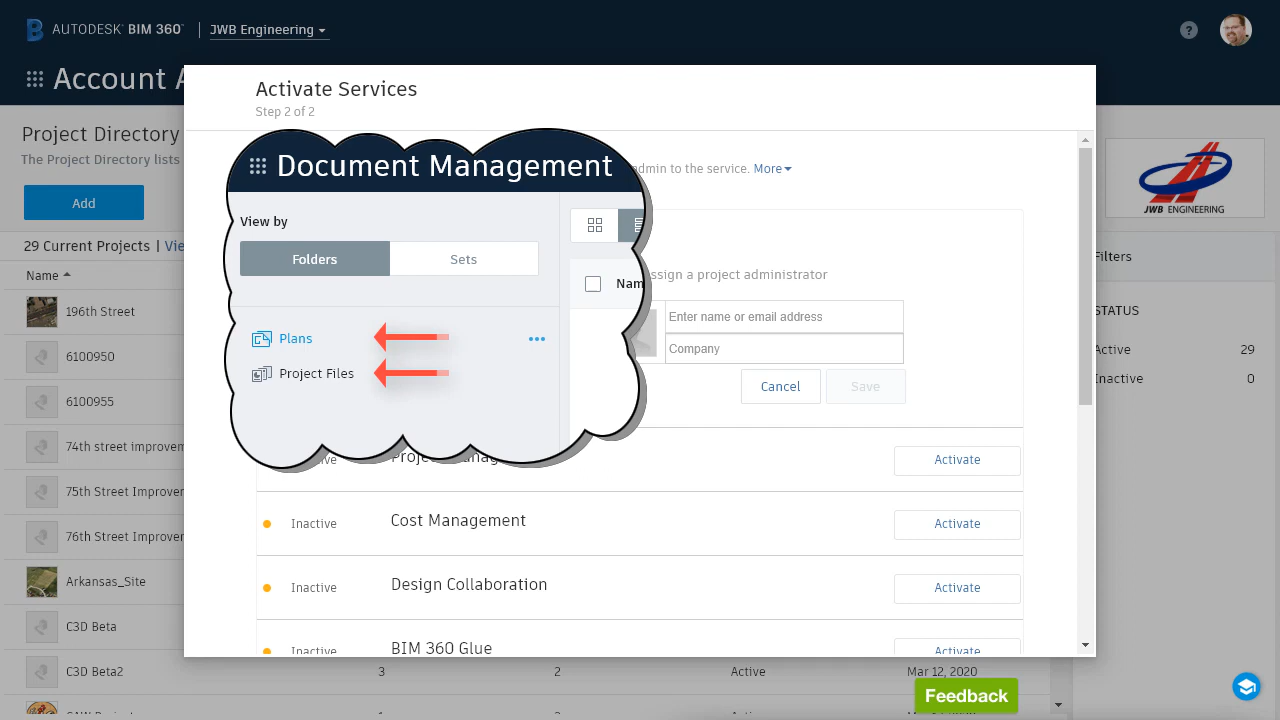 AUTODESK® BIM 360™
JWB Engineering
?
Account A
Activate Services
Step 2 of 2
Project Directory
The Project Directory lists
Add
29 Current Projects | Vie
Name
196th Street
6100950
6100955
74th street improvem
75th Street Improver
76th Street Improver
Arkansas_Site
C3D Beta
C3D Beta2 3 2 Active Mar 12, 2020
Document Management
View by
Folders Sets
Plans
Project Files
Nam
admin to the service. More
ssign a project administrator
Enter name or email address
Company
Cancel Save
Activate
Inactive Cost Management Activate
Inactive Design Collaboration Activate
Inactive BIM 360 Glue Activate
JWB ENGINEERING
Filters
STATUS
Active 29
Inactive 0
Feedback